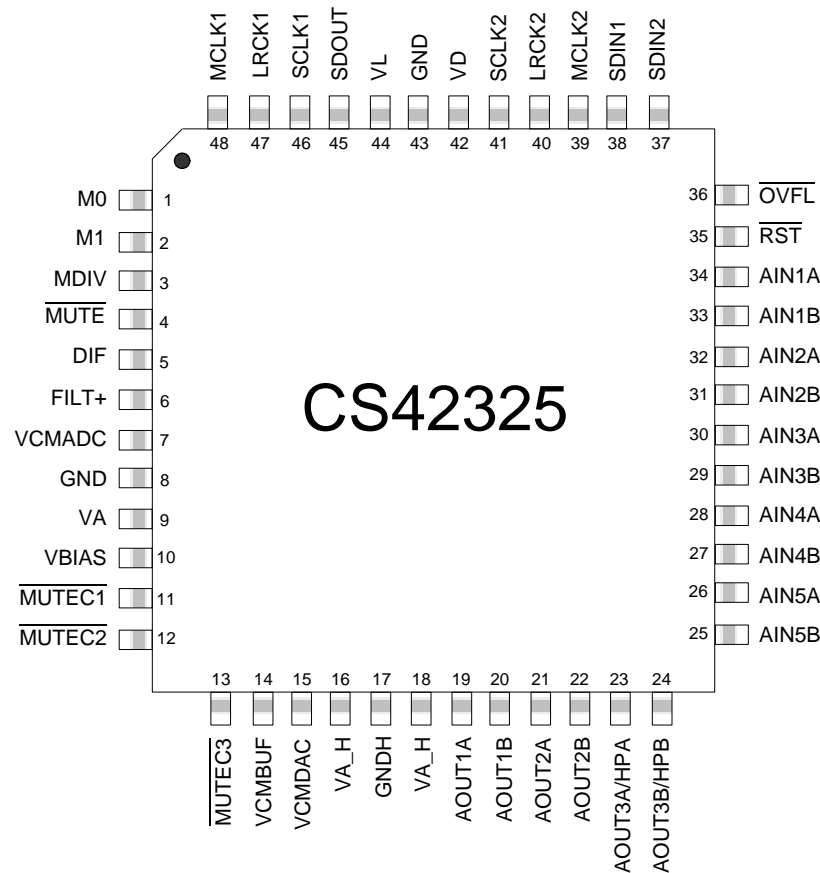 MCLK1
LRCK1
SCLK1
SDOUT
VL
GND
VD
SCLK2
LRCK2
MCLK2
SDIN1
SDIN2
48 47 46 45 44 43 42 41 40 39 38 37
M0 1
M1 2
MDIV 3
MUTE 4
DIF 5
FILT+ 6
VCMADC 7
GND 8
VA 9
VBIAS 10
MUTEC1 11
MUTEC2 12
CS42325
36 OVFL
35 RST
34 AIN1A
33 AIN1B
32 AIN2A
31 AIN2B
30 AIN3A
29 AIN3B
28 AIN4A
27 AIN4B
26 AIN5A
25 AIN5B
13 14 15 16 17 18 19 20 21 22 23 24
MUTEC3
VCMBUF
VCMDAC
VA_H
GNDH
VA_H
AOUT1A
AOUT1B
AOUT2A
AOUT2B
AOUT3A/HPA
AOUT3B/HPB